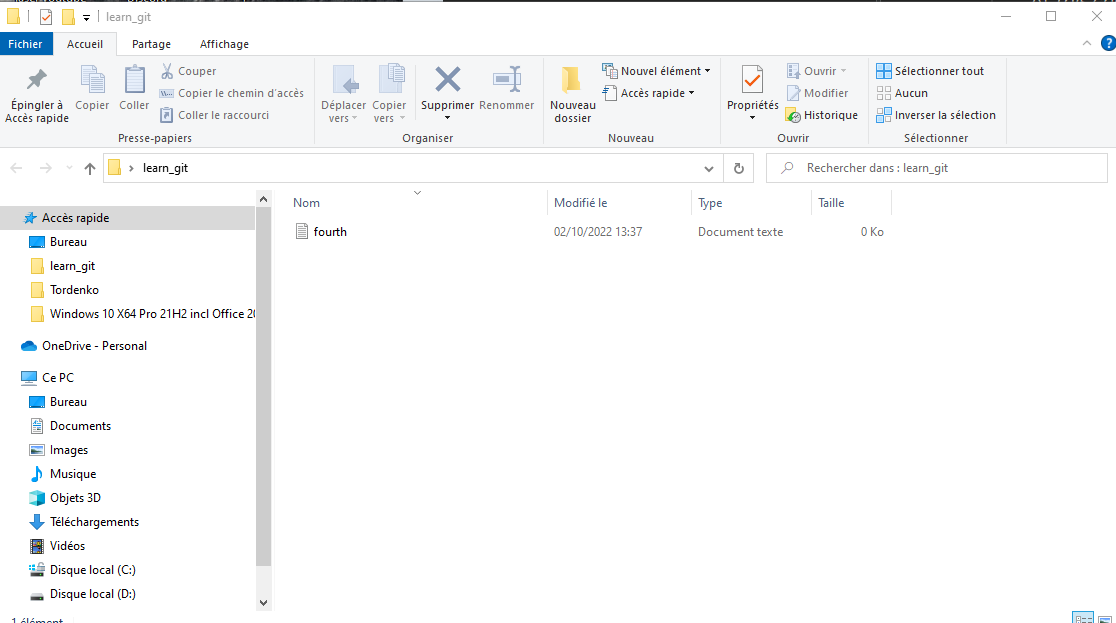 learn_git
Fichier Accueil Partage Affichage
Épingler à Accès rapide
Copier
Coller
Couper
Copier le chemin d'accès
Coller le raccourci
Presse-papiers
Déplacer vers
Copier vers
Supprimer
Renommer
Organiser
Nouveau dossier
Nouvel élément
Accès rapide
Nouveau
Propriétés
Ouvrir
Modifier
Historique
Ouvrir
Sélectionner tout
Aucun
Inverser la sélection
Sélectionner
learn_git
Rechercher dans : learn_git
Nom Modifié le Type Taille
fourth 02/10/2022 13:37 Document texte 0 Ko
Accès rapide
Bureau
learn_git
Tordenko
Windows 10 X64 Pro 21H2 incl Office
OneDrive - Personal
Ce PC
Bureau
Documents
Images
Musique
Objets 3D
Téléchargements
Vidéos
Disque local (C:)
Disque local (D:)
1 élément